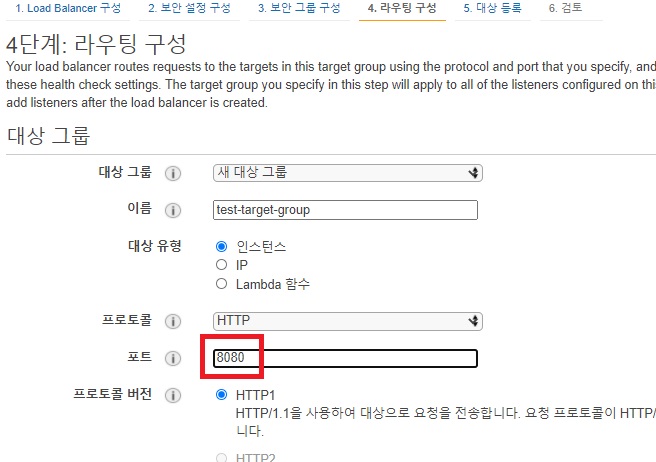 1. Load Balancer 구성 2. 보안 설정 구성 3. 보안 그룹 구성 4. 라우팅 구성 5. 대상 등록 6. 검토
4단계: 라우팅 구성
Your load balancer routes requests to the targets in this target group using the protocol and port that you specify, and
these health check settings. The target group you specify in this step will apply to all of the listeners configured on this
add listeners after the load balancer is created.
대상 그룹
대상 그룹 i 새 대상 그룹
이름 i test-target-group
대상 유형 인스턴스
IP
Lambda 함수
프로토콜 i HTTP
포트 i 8080
프로토콜 버전 i HTTP1
HTTP/1.1을 사용하여 대상으로 요청을 전송합니다. 요청 프로토콜이 HTTP/
니다.
HTTP2